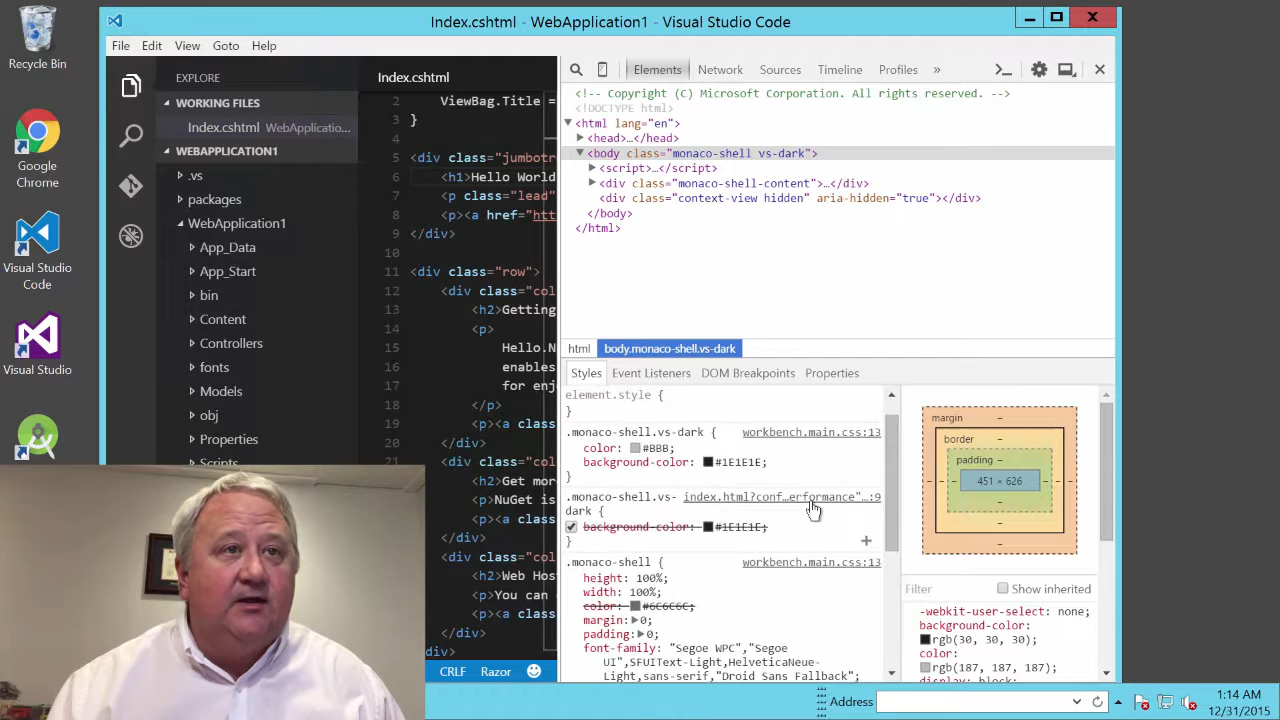 Recycle Bin
Google
Chrome
Visual Studio
Code
Visual Studio
Index.cshtml - WebApplication1 - Visual Studio Code
File Edit View Goto Help
EXPLORE
WORKING FILES
Index.cshtml WebApplicatio...
WEBAPPLICATION1
.vs
packages
WebApplication1
App_Data
App_Start
bin
Content
Controllers
fonts
Models
obj
Properties
Scripts
Index.cshtml
2 ViewBag.Title =
3 }
4
5 <div class="jumbotr
6 <h1>Hello World
7 <p class="lead"
8 <p><a href="htt
9 </div>
10
11 <div class="row">
12 <div class="col
13 <h2>Getting
14 <p>
15 Hello.N
16 enables
17 for enj
18 </p>
19 <p><a class
20 </div>
21 <div class="col
22 <h2>Get mor
<p>NuGet is
<p><a class
</div>
<div class="col
<h2>Web Hos
<p>You can
<p><a class
</div>
</div>
CRLF Razor
Elements Network Sources Timeline Profiles »
<!-- Copyright (C) Microsoft Corporation. All rights reserved. -->
<!DOCTYPE html>
<html lang="en">
<head>…</head>
<body class="monaco-shell vs-dark">
<script>…</script>
<div class="monaco-shell-content">…</div>
<div class="context-view hidden" aria-hidden="true"></div>
</body>
</html>
html body.monaco-shell.vs-dark
Styles Event Listeners DOM Breakpoints Properties
element.style {
}
.monaco-shell.vs-dark { workbench.main.css:13
color: #BBB;
background-color: #1E1E1E;
}
.monaco-shell.vs- index.html?conf…erformance"…:9
dark {
background-color: #1E1E1E;
}
.monaco-shell { workbench.main.css:13
height: 100%;
width: 100%;
color: #6C6C6C;
margin: 0;
padding: 0;
font-family: "Segoe WPC","Segoe
UI",SFUIText-Light,HelveticaNeue-
Light,sans-serif,"Droid Sans Fallback";
margin –
border –
padding –
– – – 451 × 626 – – –
–
–
–
Filter Show inherited
-webkit-user-select: none;
background-color:
rgb(30, 30, 30);
color:
rgb(187, 187, 187);
display: block;
Address
1:14 AM
12/31/2015